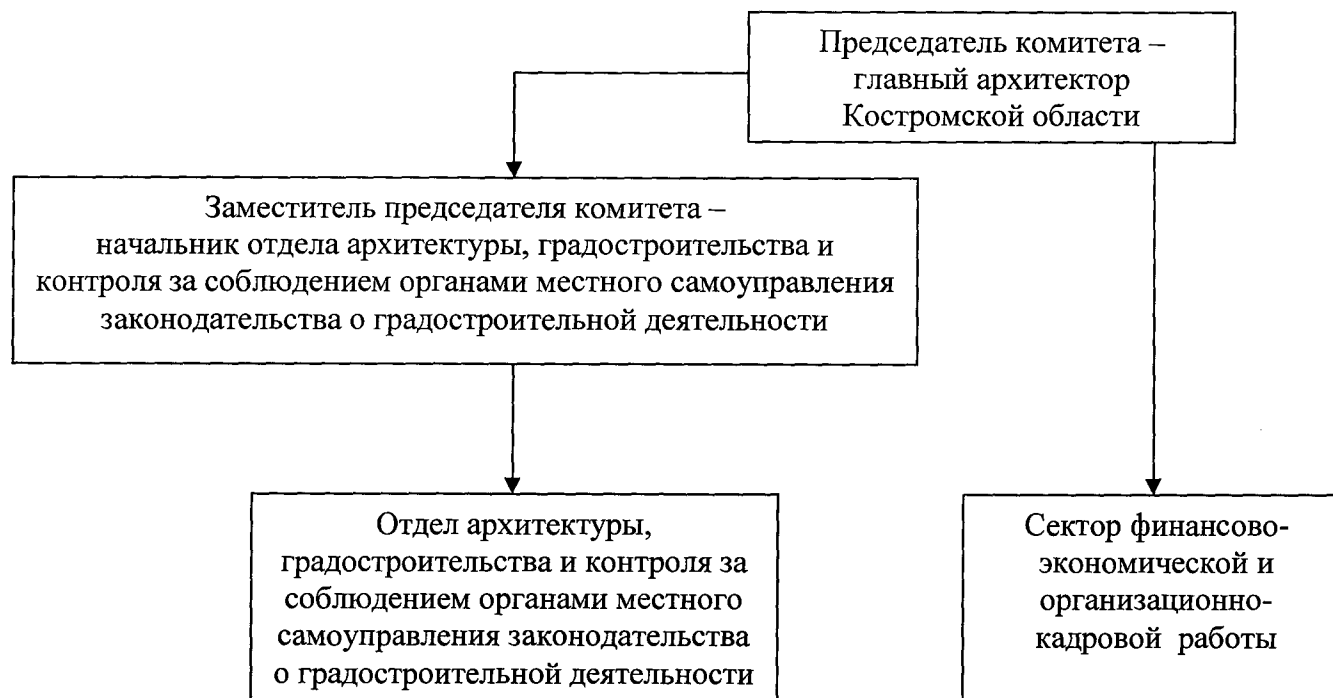 Председатель комитета –
главный архитектор
Костромской области
Заместитель председателя комитета –
начальник отдела архитектуры, градостроительства и
контроля за соблюдением органами местного самоуправления
законодательства о градостроительной деятельности
Отдел архитектуры,
градостроительства и контроля за
соблюдением органами местного
самоуправления законодательства
о градостроительной деятельности
Сектор финансово-
экономической и
организационно-
кадровой работы